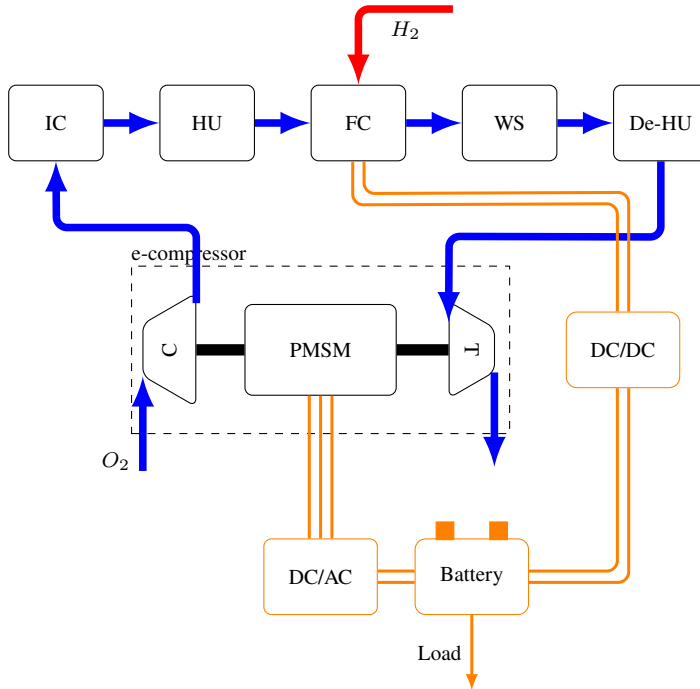 H₂
IC
HU
FC
WS
De-HU
e-compressor
C
PMSM
T
DC/DC
O₂
DC/AC
Battery
Load